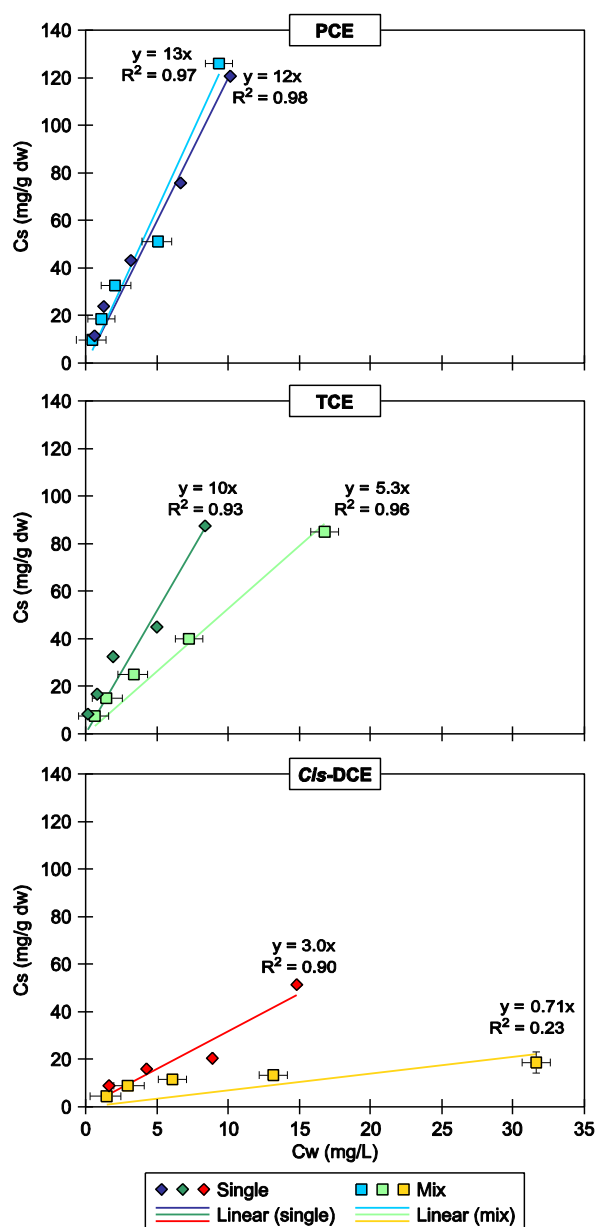 PCE
140
120
100
80
60
40
20
0
Cs (mg/g dw)
y = 13x
R² = 0.97
y = 12x
R² = 0.98
TCE
140
120
100
80
60
40
20
0
Cs (mg/g dw)
y = 10x
R² = 0.93
y = 5.3x
R² = 0.96
Cis-DCE
140
120
100
80
60
40
20
0
Cs (mg/g dw)
y = 3.0x
R² = 0.90
y = 0.71x
R² = 0.23
0 5 10 15 20 25 30 35
Cw (mg/L)
Single Mix
Linear (single) Linear (mix)